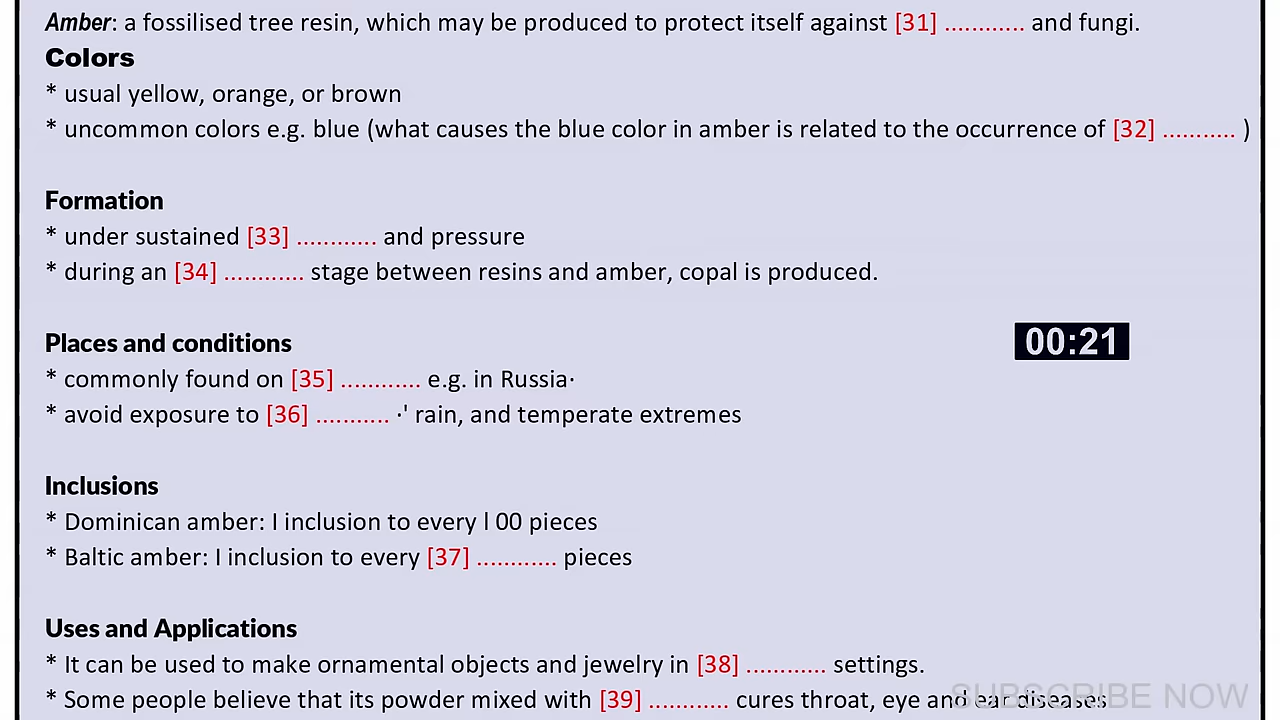 Amber: a fossilised tree resin, which may be produced to protect itself against [31] ............ and fungi.
Colors
* usual yellow, orange, or brown
* uncommon colors e.g. blue (what causes the blue color in amber is related to the occurrence of [32] ........... )
Formation
* under sustained [33] ............ and pressure
* during an [34] ............ stage between resins and amber, copal is produced.
Places and conditions
00:21
* commonly found on [35] ............ e.g. in Russia·
* avoid exposure to [36] ........... ·' rain, and temperate extremes
Inclusions
* Dominican amber: I inclusion to every l 00 pieces
* Baltic amber: I inclusion to every [37] ............ pieces
Uses and Applications
* It can be used to make ornamental objects and jewelry in [38] ............ settings.
* Some people believe that its powder mixed with [39] ............ cures throat, eye and ear diseases
SUBSCRIBE NOW